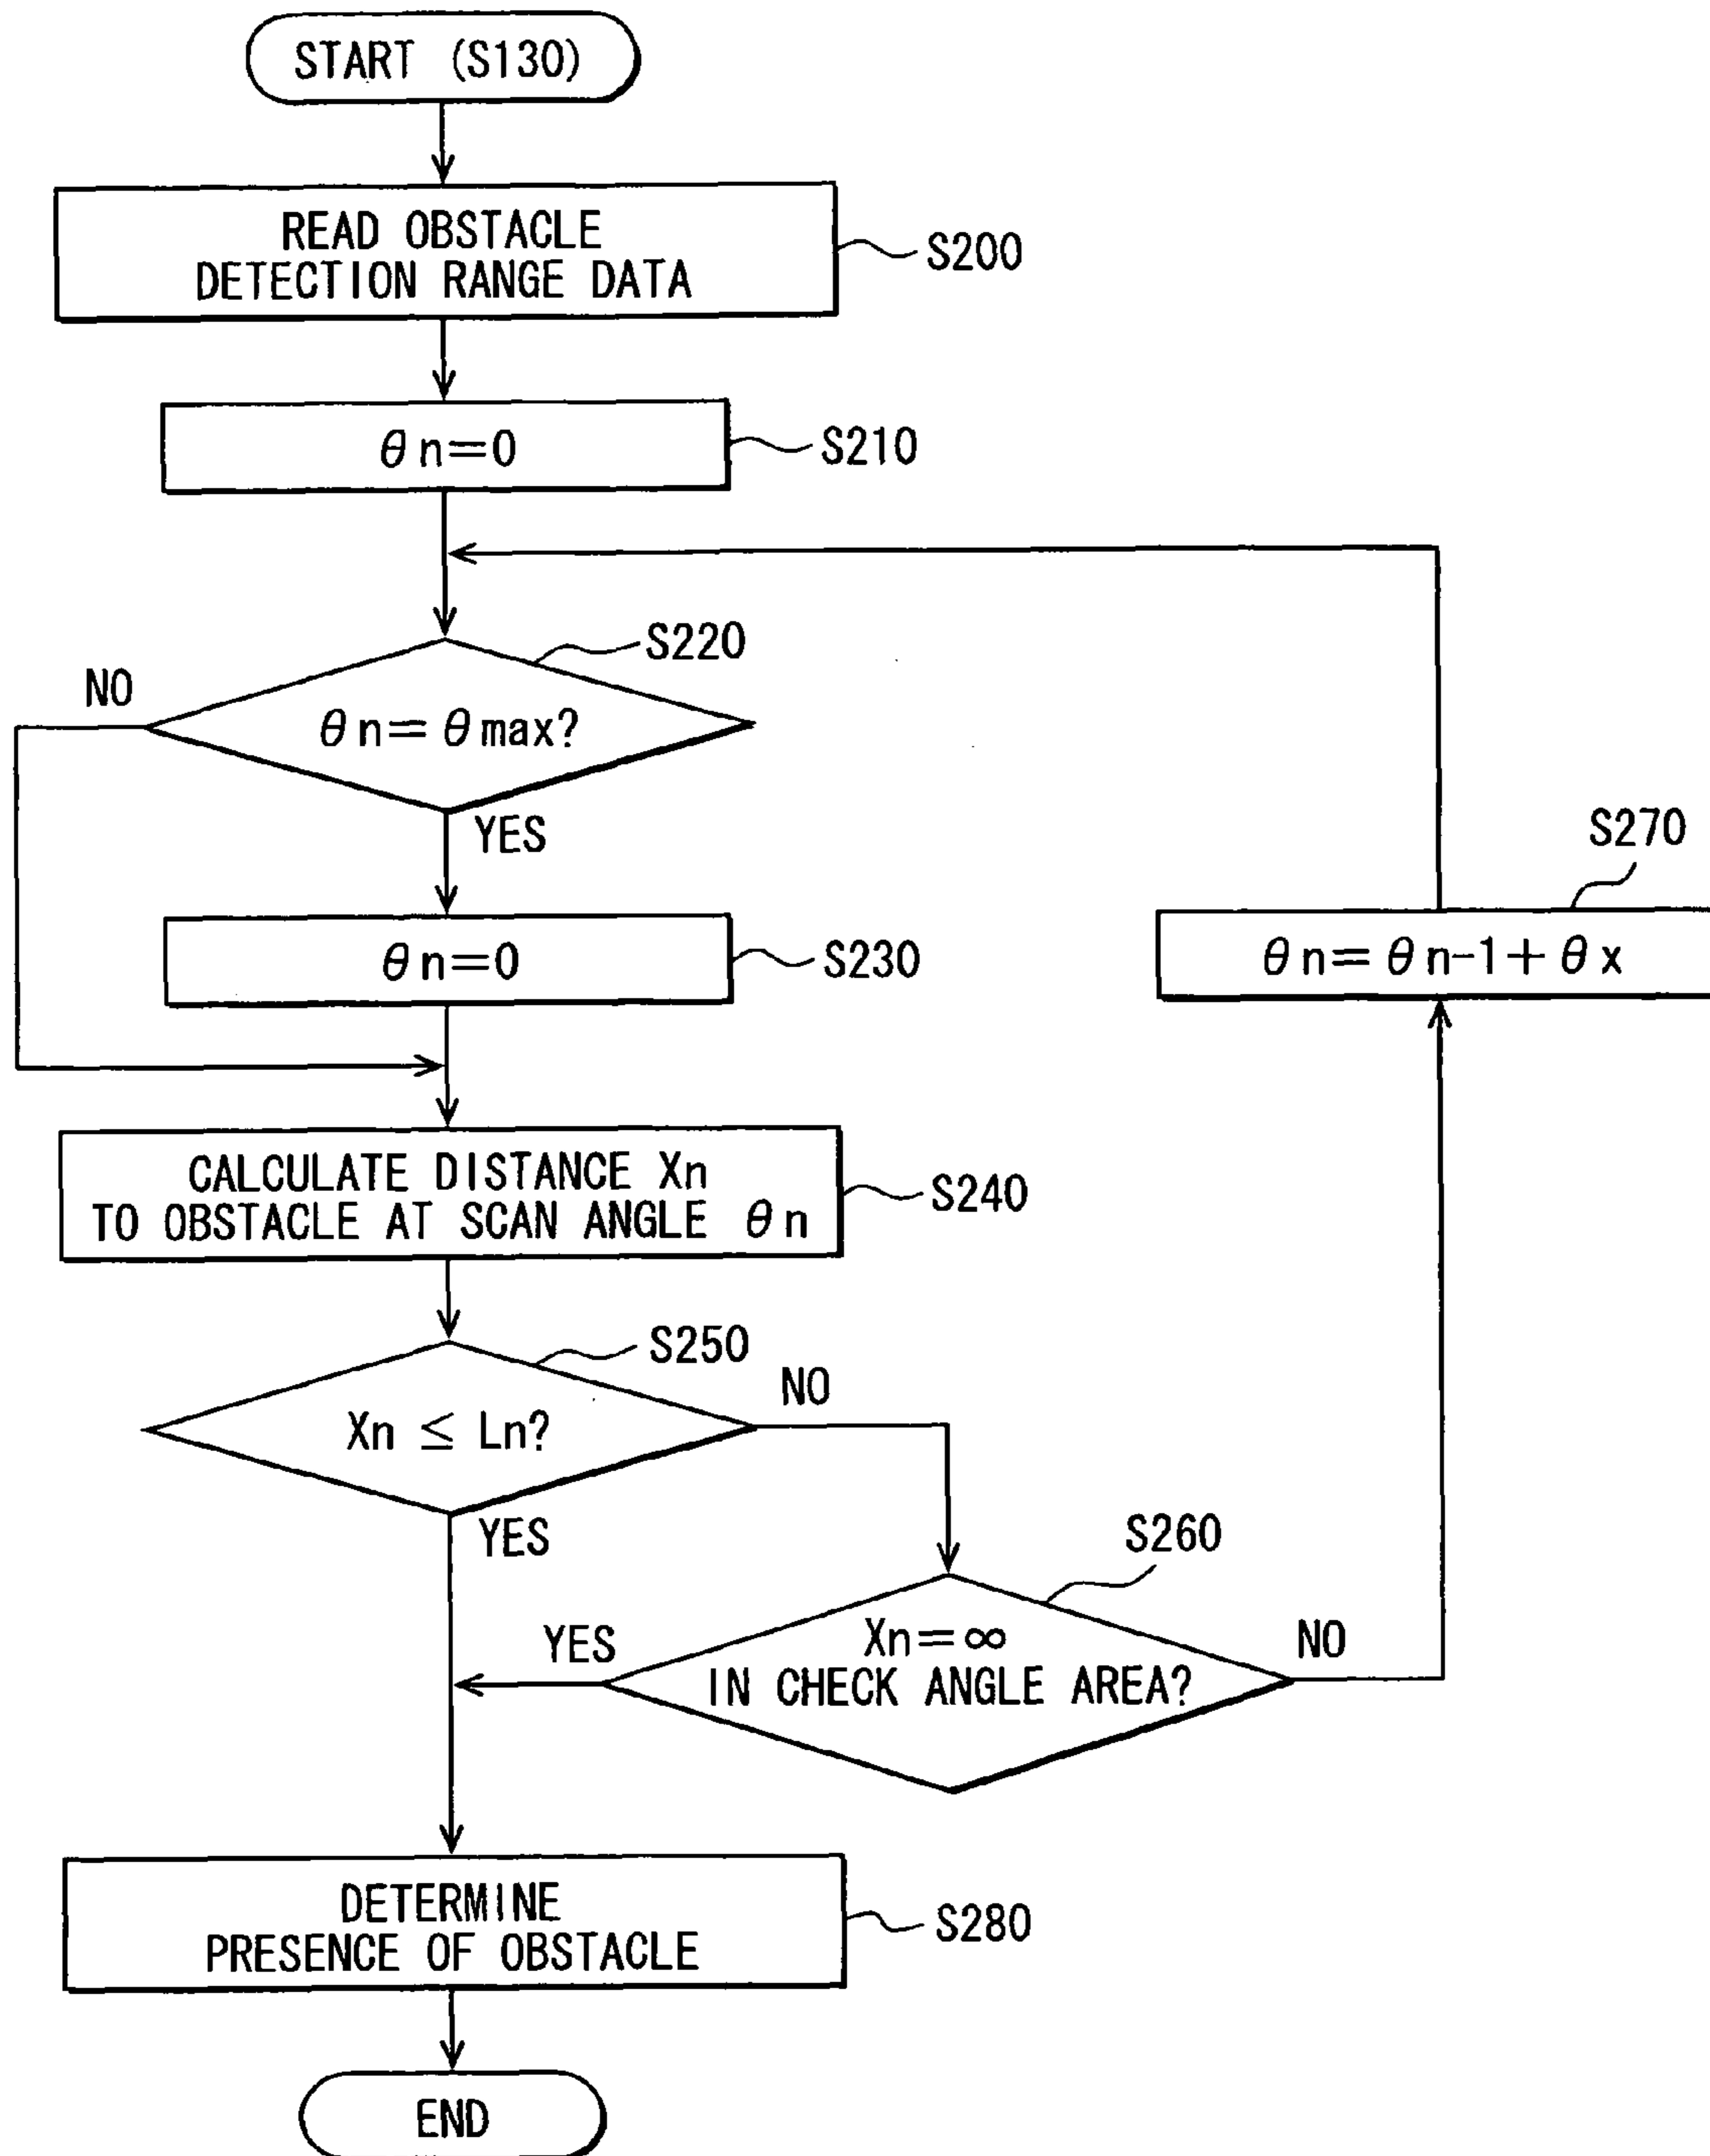 START (S130)
READ OBSTACLE
DETECTION RANGE DATA
S200
θn=0
S210
S220
NO
θn=θmax?
YES
S270
θn=0
S230
θn=θn-1+θx
CALCULATE DISTANCE Xn
TO OBSTACLE AT SCAN ANGLE θn
S240
S250
NO
Xn ≤ Ln?
YES
S260
YES
Xn=∞
IN CHECK ANGLE AREA?
NO
DETERMINE
PRESENCE OF OBSTACLE
S280
END